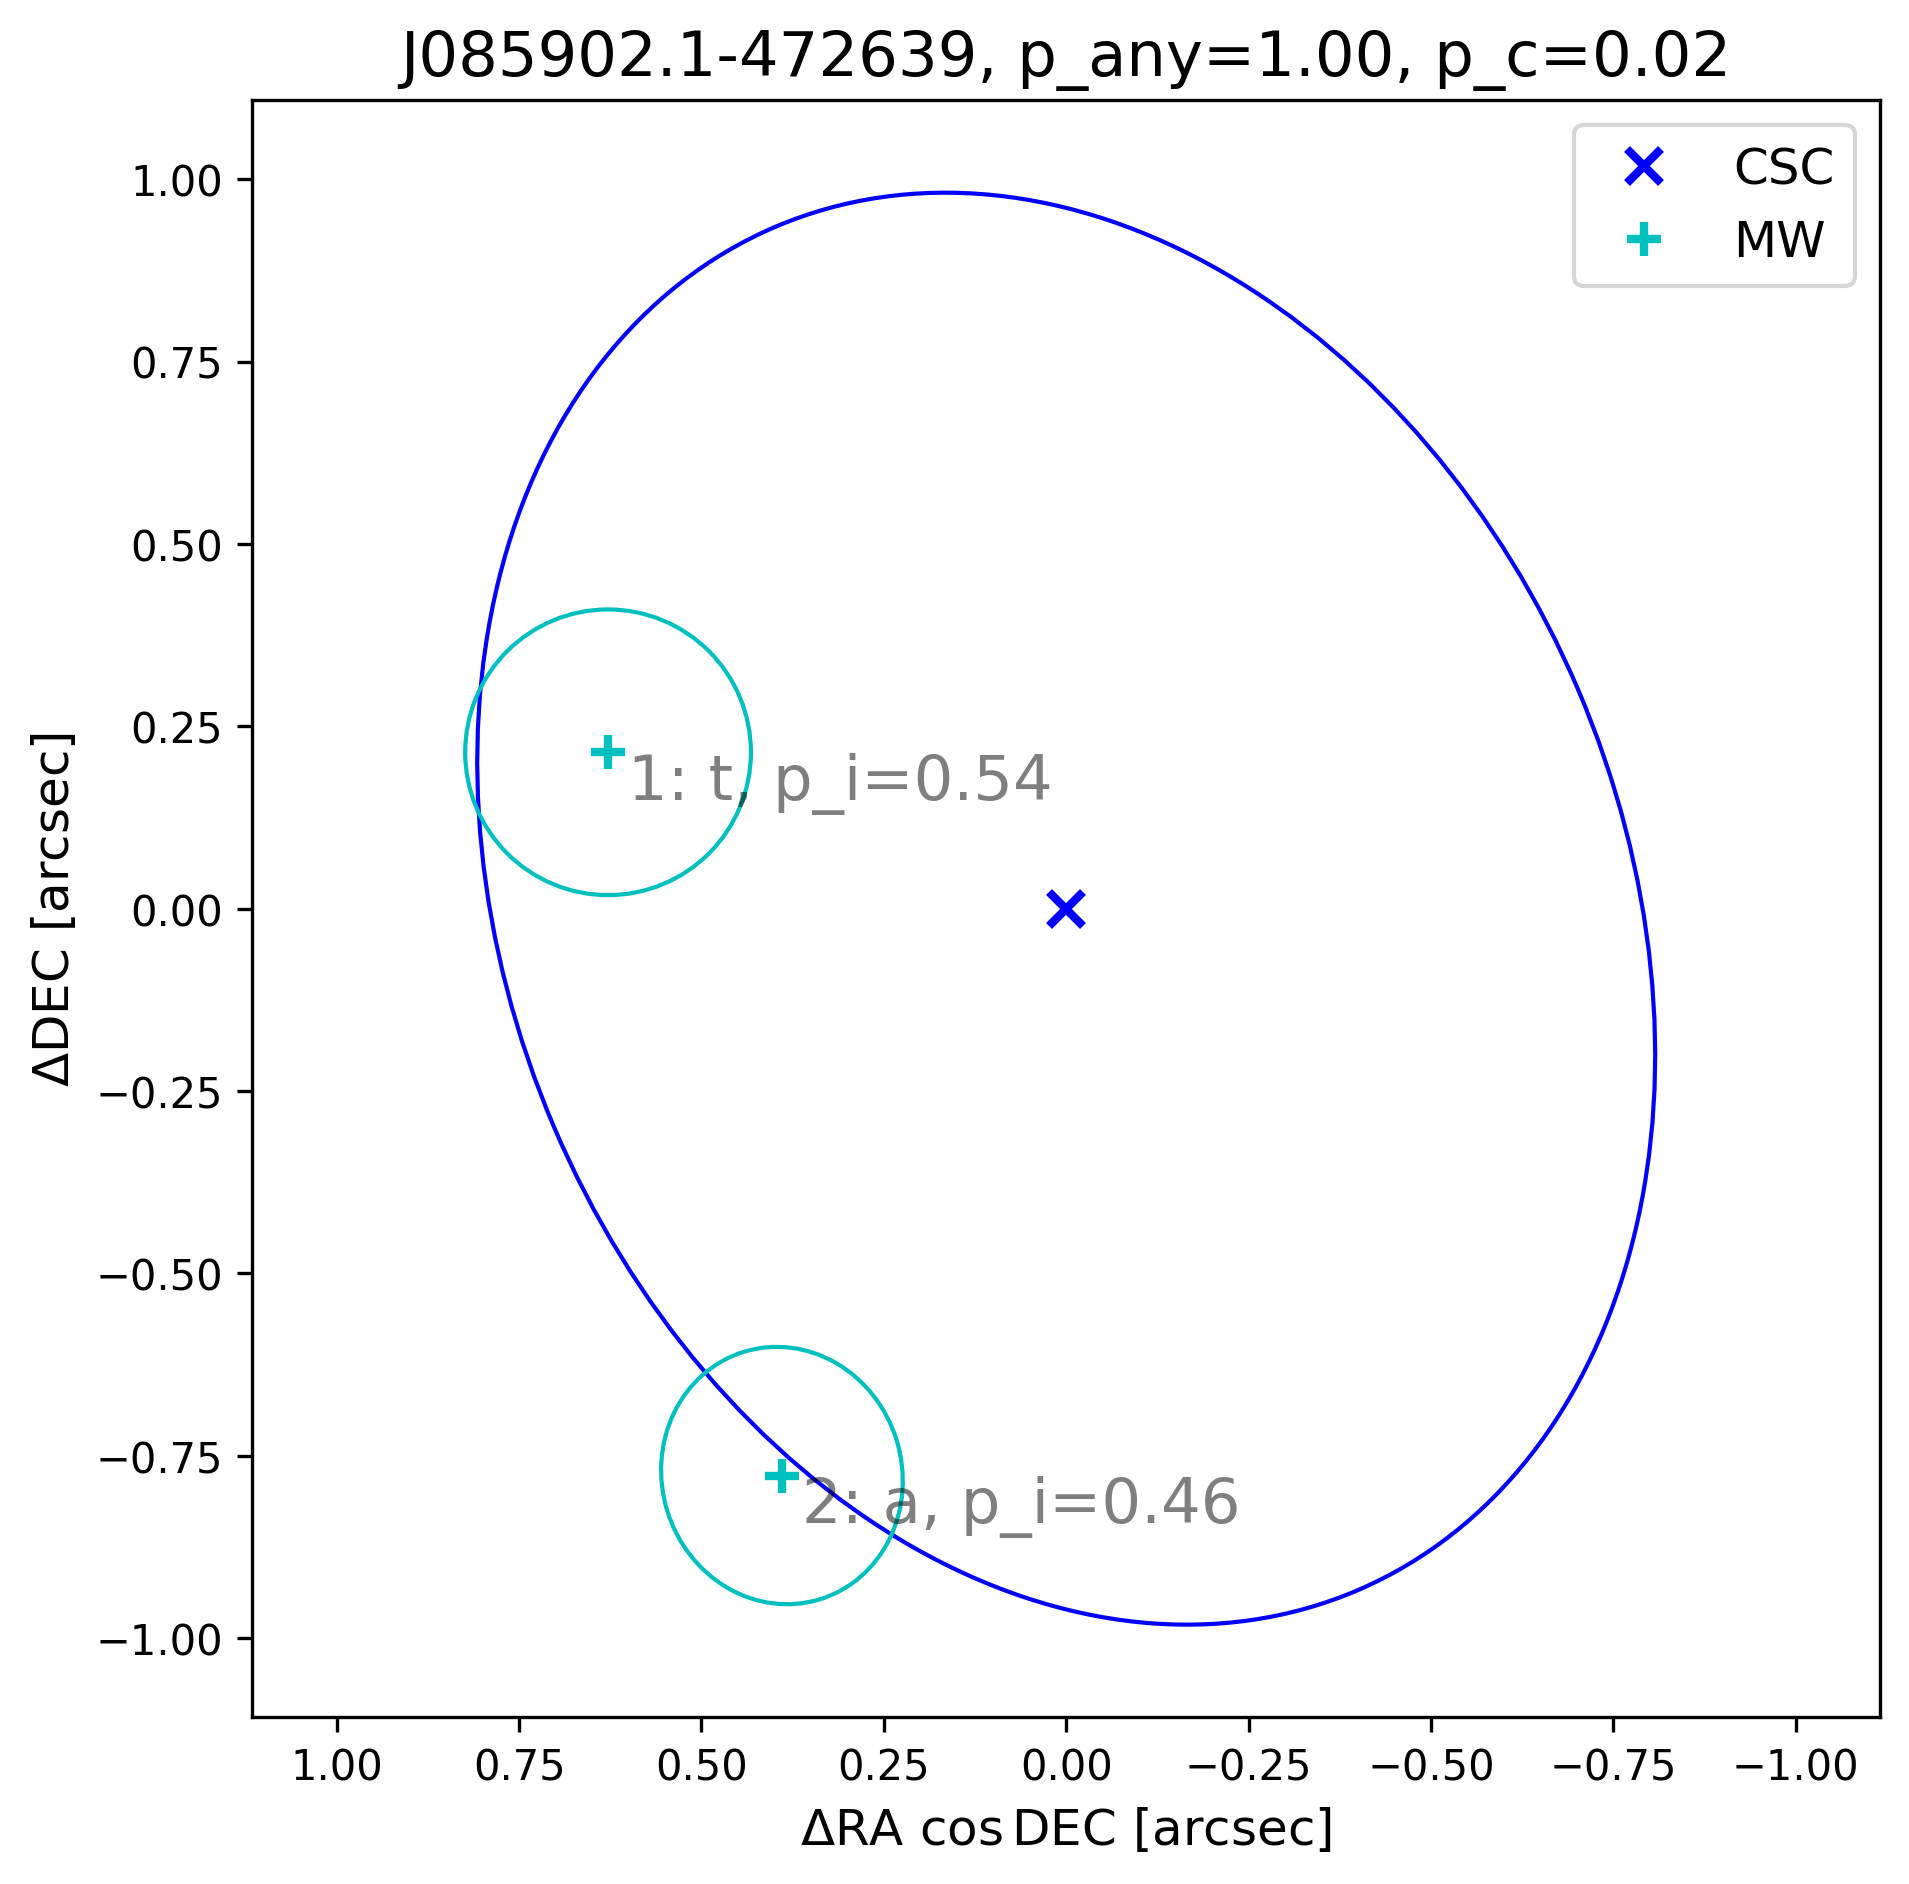 J085902.1-472639, p_any=1.00, p_c=0.02
CSC
MW
1.00
0.75
0.50
0.25
0.00
−0.25
−0.50
−0.75
−1.00
ΔDEC [arcsec]
1: t, p_i=0.54
2: a, p_i=0.46
1.00 0.75 0.50 0.25 0.00 −0.25 −0.50 −0.75 −1.00
ΔRA cos DEC [arcsec]